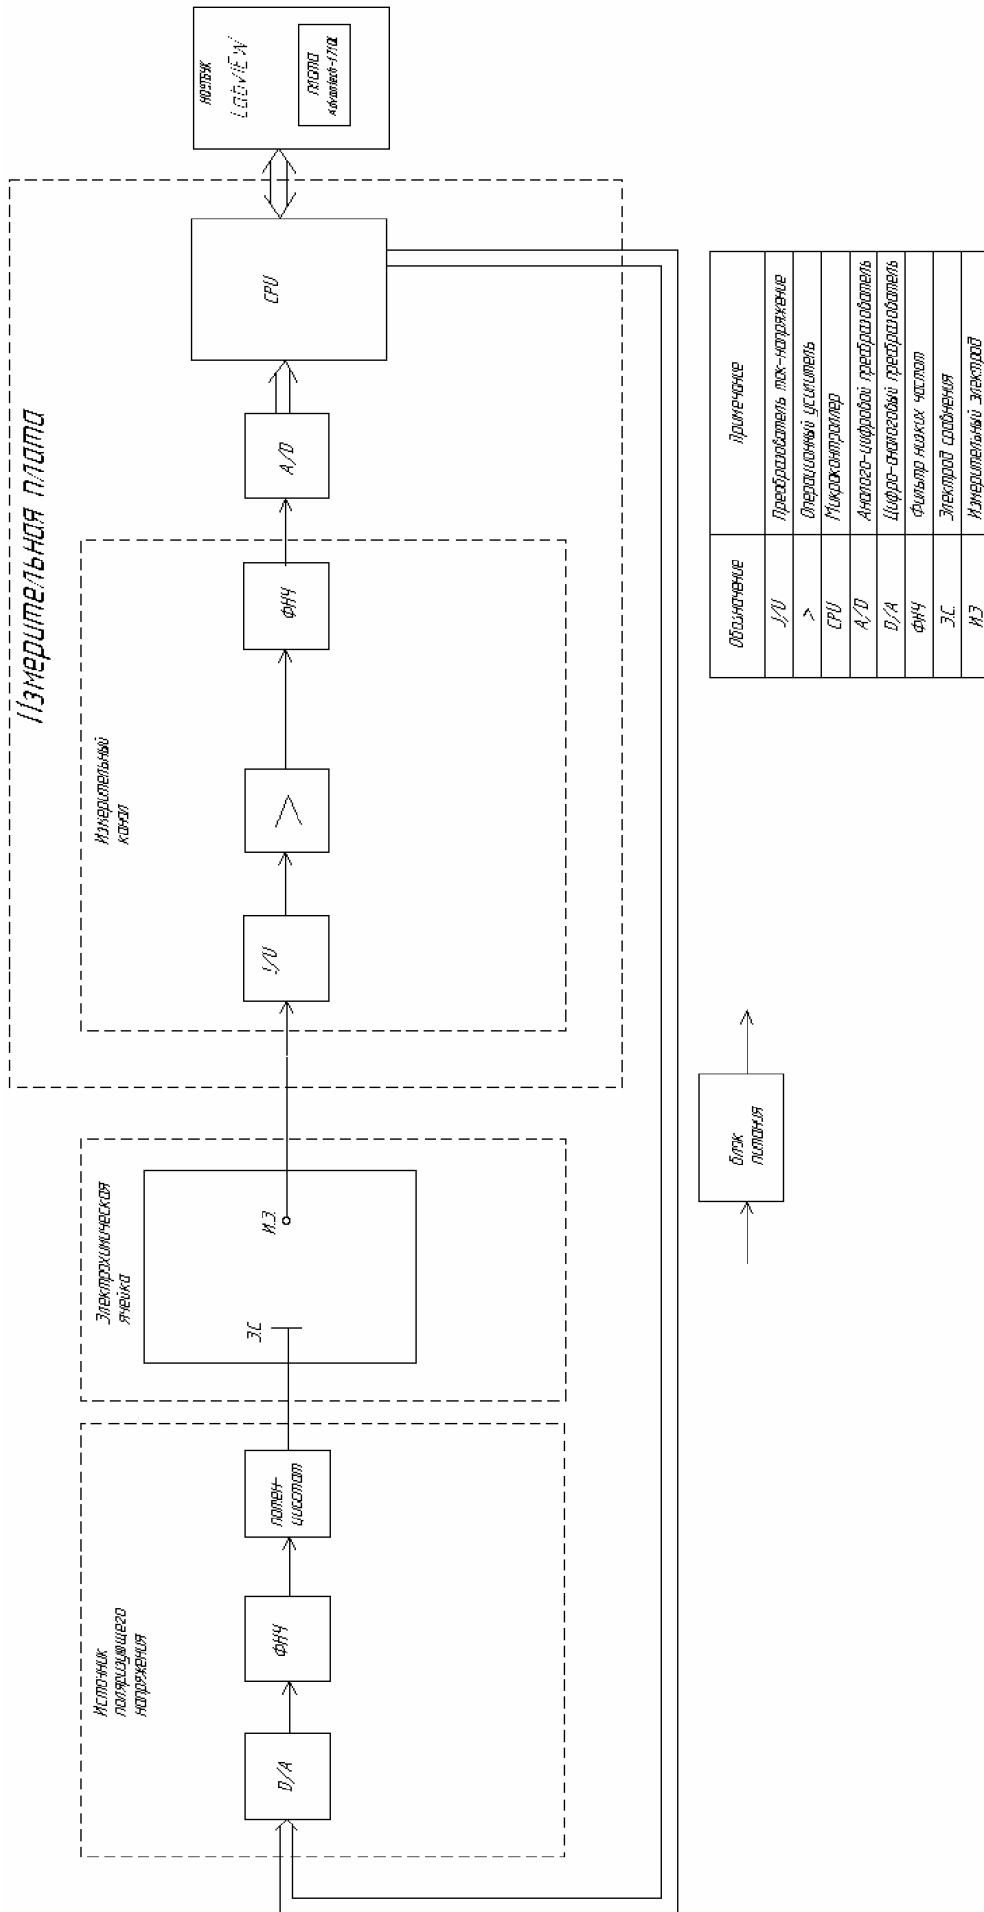 Измерительная плата
Источник
поляризующего
напряжения
D/A
ФНЧ
потен-
циостат
Электрохимическая
ячейка
Э.С.
И.Э.
Измерительный
канал
I/U
>
ФНЧ
A/D
CPU
ноутбук
LabVIEW
плата
Advantech-1710L
блок
питания
Обозначение
Примечание
I/U
Преобразователь ток-напряжение
>
Операционный усилитель
CPU
Микроконтроллер
A/D
Аналого-цифровой преобразователь
D/A
Цифро-аналоговый преобразователь
ФНЧ
Фильтр низких частот
Э.С.
Электрод сравнения
И.Э
Измерительный электрод